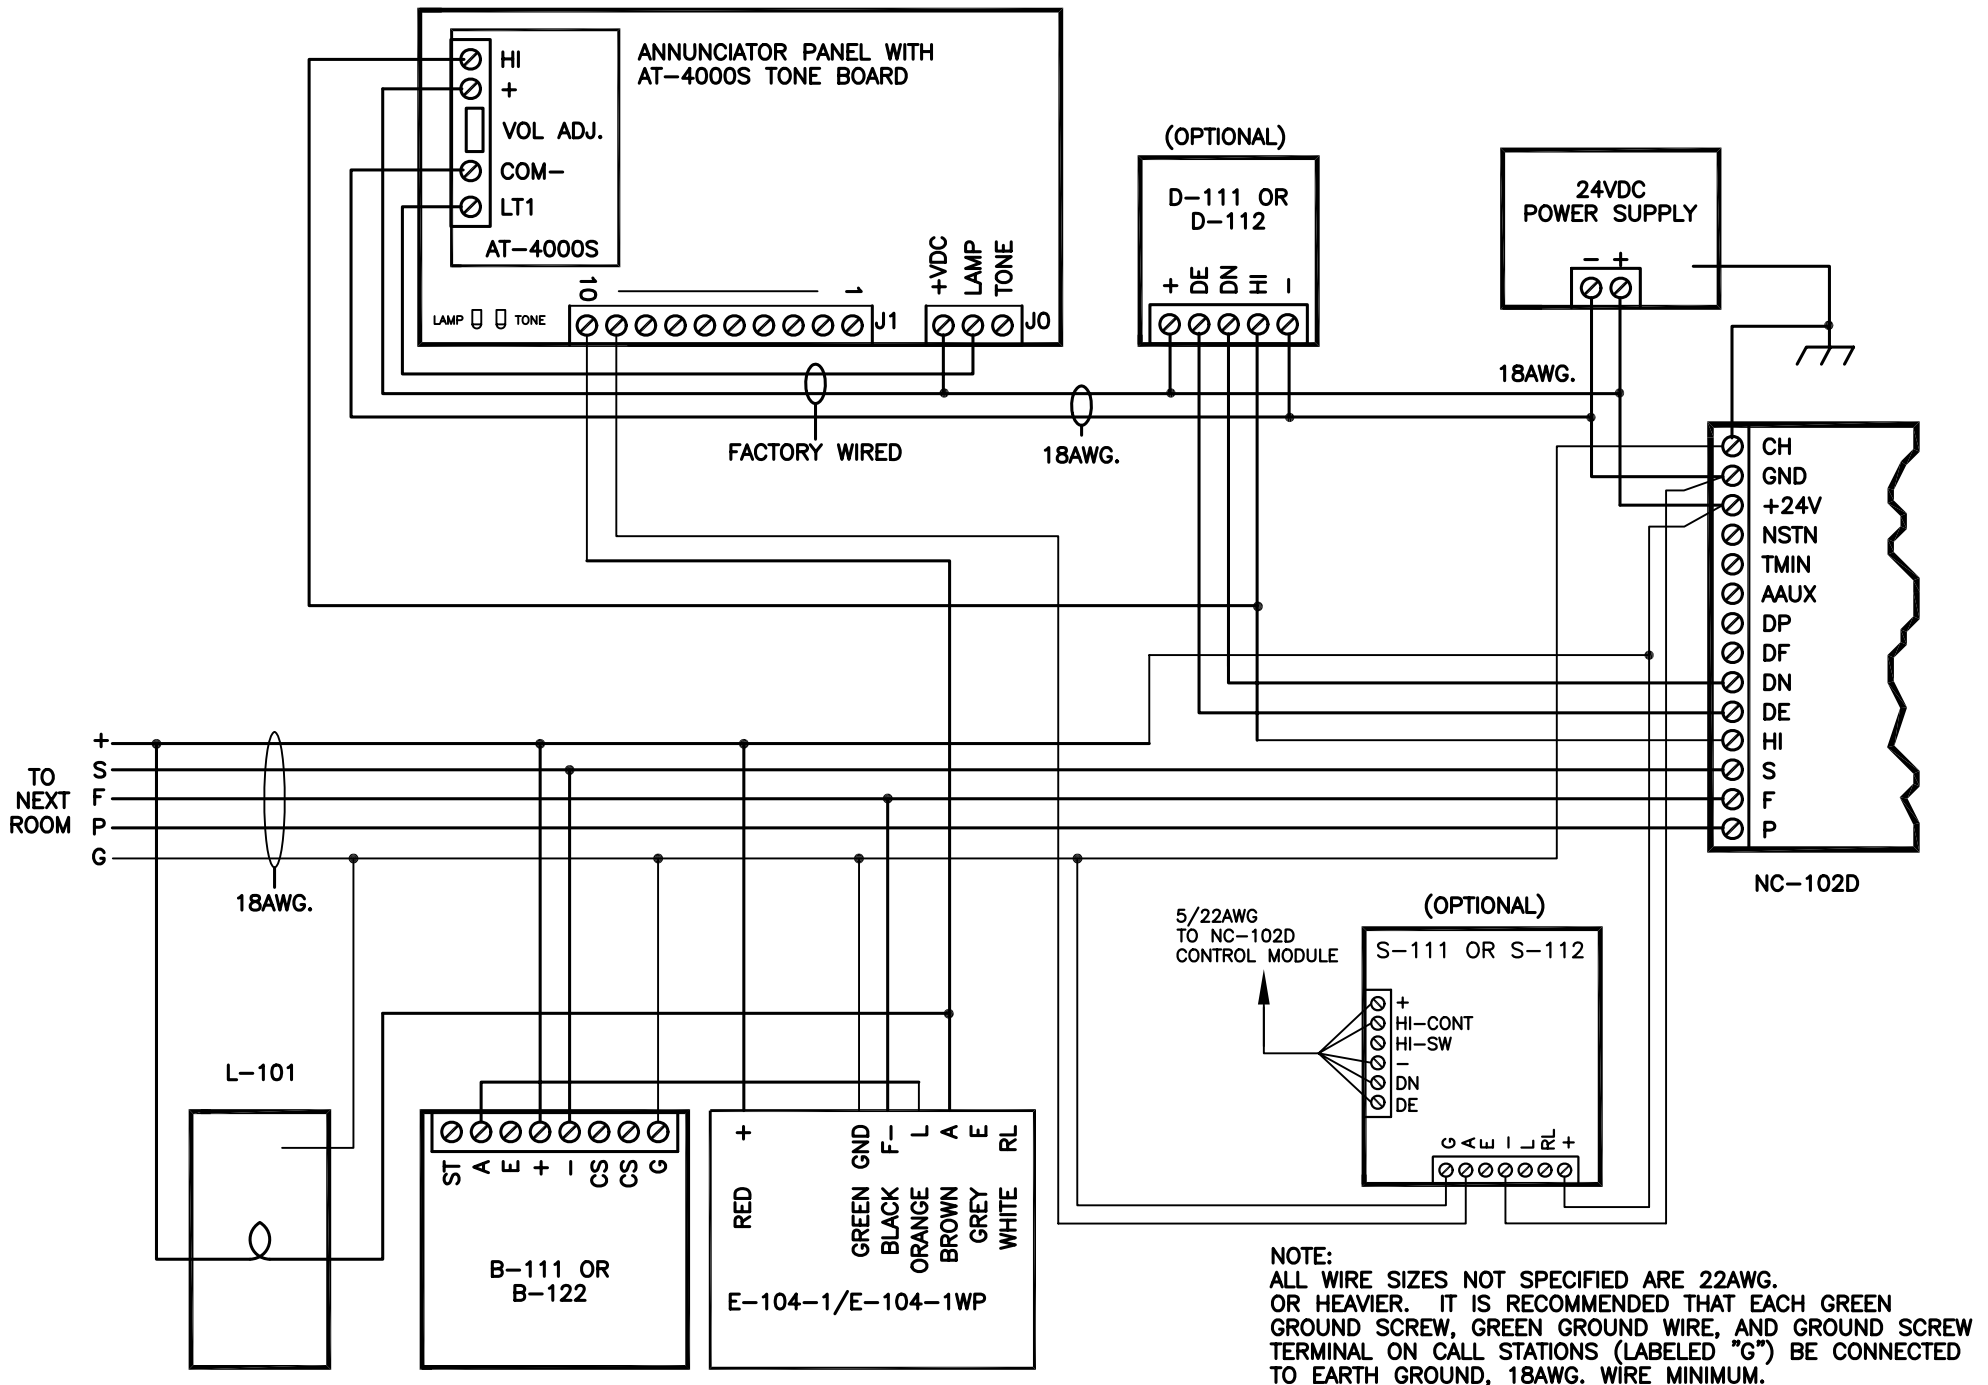 HI
+
VOL ADJ.
COM-
LT1
AT-4000S
ANNUNCIATOR PANEL WITH
AT-4000S TONE BOARD
LAMP TONE
10 1
J1
+VDC
LAMP
TONE
J0
(OPTIONAL)
D-111 OR
D-112
+
DE
DN
HI
-
24VDC
POWER SUPPLY
- +
18AWG.
FACTORY WIRED
18AWG.
CH
GND
+24V
NSTN
TMIN
AAUX
DP
DF
DN
DE
HI
S
F
P
NC-102D
TO
NEXT
ROOM
+
S
F
P
G
18AWG.
L-101
ST
A
E
+
-
CS
CS
G
B-111 OR
B-122
+
GND
F-
L
A
E
RL
RED
GREEN
BLACK
ORANGE
BROWN
GREY
WHITE
E-104-1/E-104-1WP
5/22AWG
TO NC-102D
CONTROL MODULE
(OPTIONAL)
S-111 OR S-112
+
HI-CONT
HI-SW
-
DN
DE
G
A
E
-
L
RL
+
NOTE:
ALL WIRE SIZES NOT SPECIFIED ARE 22AWG.
OR HEAVIER. IT IS RECOMMENDED THAT EACH GREEN
GROUND SCREW, GREEN GROUND WIRE, AND GROUND SCREW
TERMINAL ON CALL STATIONS (LABELED "G") BE CONNECTED
TO EARTH GROUND, 18AWG. WIRE MINIMUM.